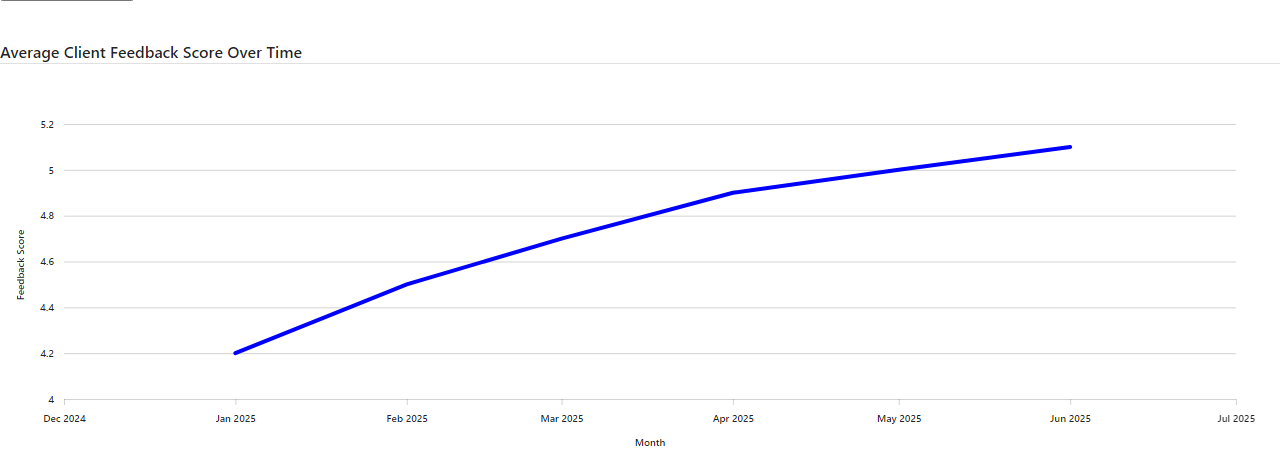 Average Client Feedback Score Over Time
5.2
5
4.8
4.6
4.4
4.2
4
Feedback Score
Dec 2024 Jan 2025 Feb 2025 Mar 2025 Apr 2025 May 2025 Jun 2025 Jul 2025
Month